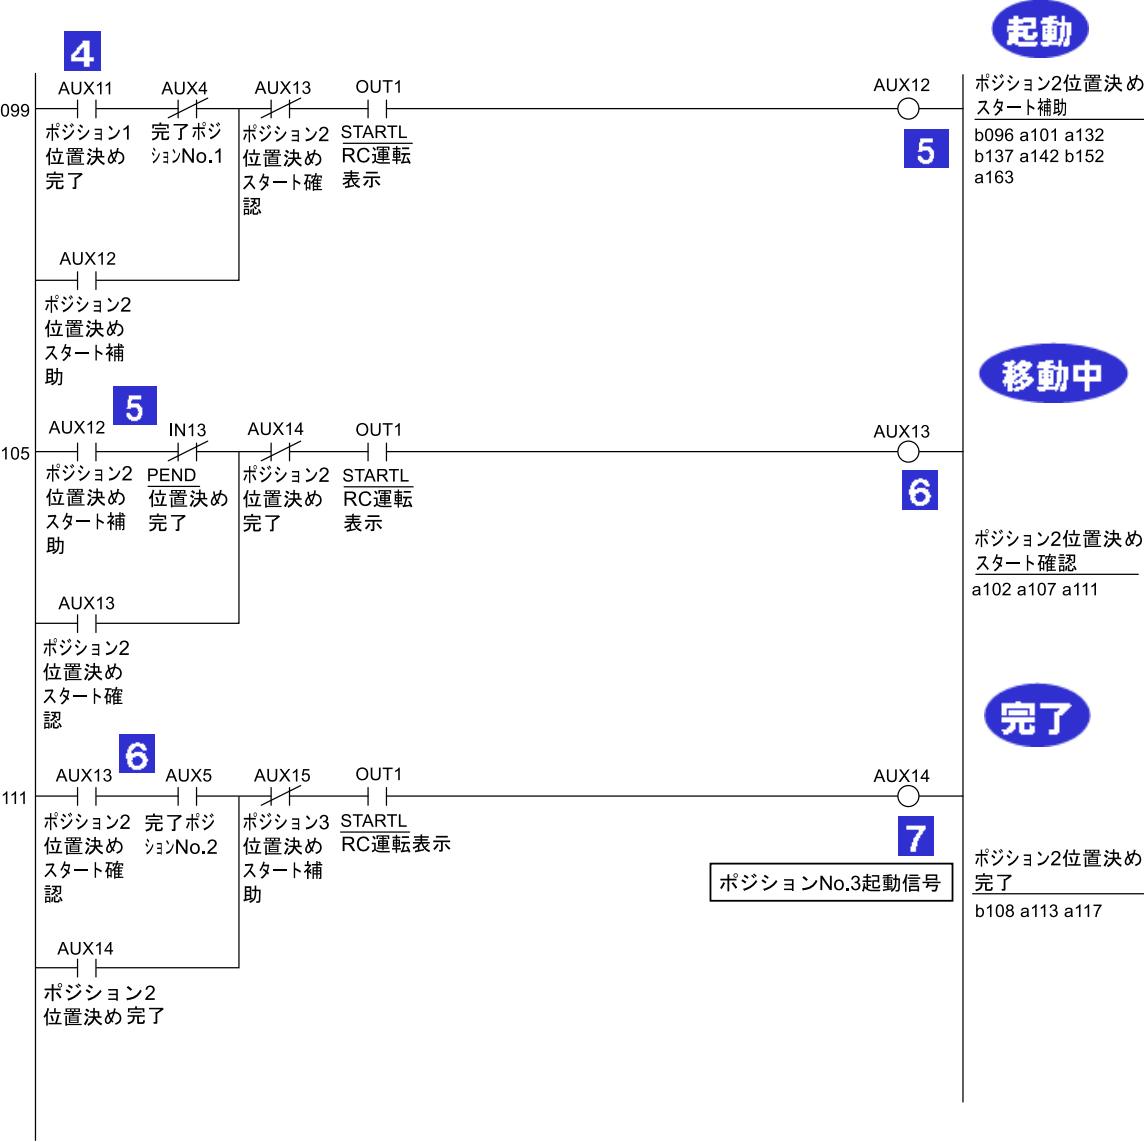 起動
4
AUX11 AUX4 AUX13 OUT1 AUX12
099
ポジション1
位置決め
完了
完了ポジ
ションNo.1
ポジション2
位置決め
スタート確
認
STARTL
RC運転
表示
5
ポジション2位置決め
スタート補助
b096 a101 a132
b137 a142 b152
a163
AUX12
ポジション2
位置決め
スタート補
助
移動中
5
AUX12 IN13 AUX14 OUT1 AUX13
105
ポジション2
位置決め
スタート補
助
PEND
位置決め
完了
ポジション2
位置決め
完了
STARTL
RC運転
表示
6
ポジション2位置決め
スタート確認
a102 a107 a111
AUX13
ポジション2
位置決め
スタート確
認
完了
6
AUX13 AUX5 AUX15 OUT1 AUX14
111
ポジション2
位置決め
スタート確
認
完了ポジ
ションNo.2
ポジション3
位置決め
スタート補
助
STARTL
RC運転表示
7
ポジションNo.3起動信号
ポジション2位置決め
完了
b108 a113 a117
AUX14
ポジション2
位置決め完了